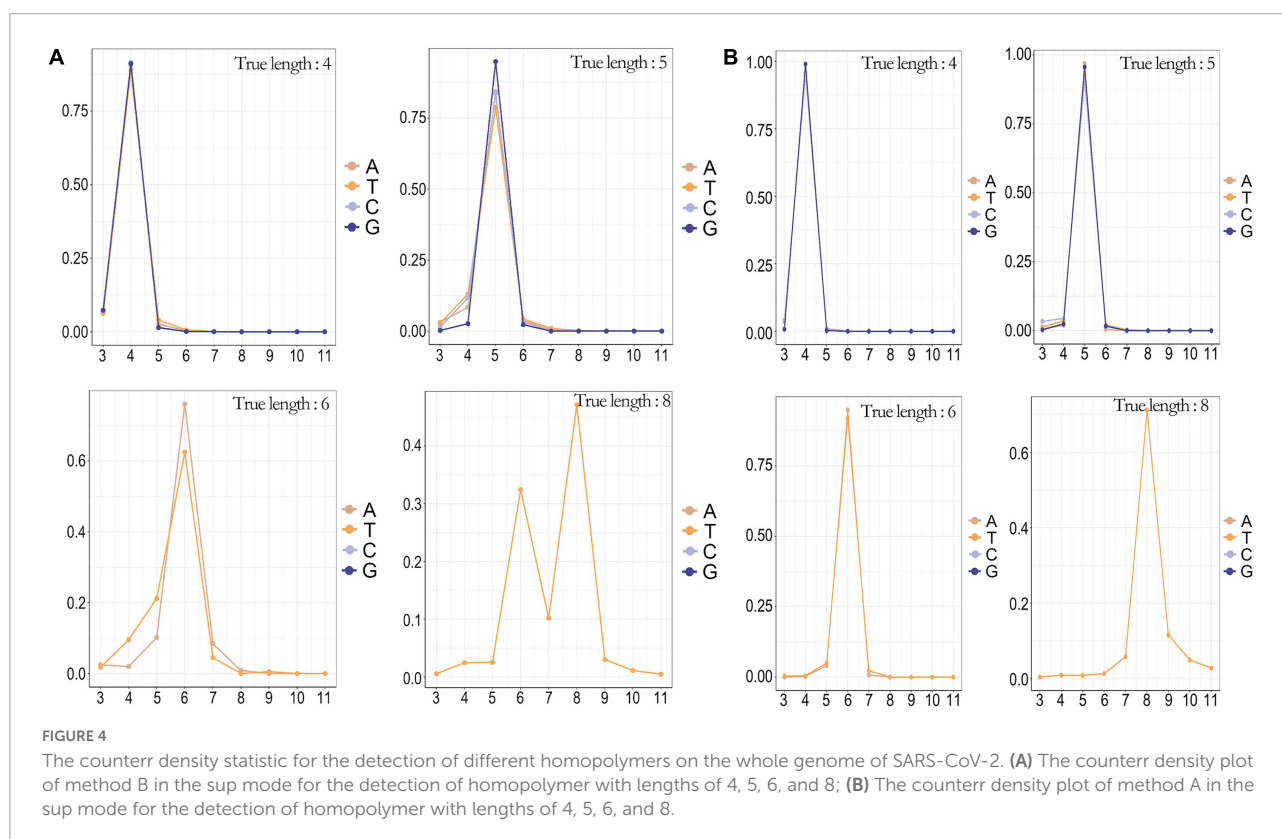 A
True length : 4
0.75
0.50
0.25
0.00
3 4 5 6 7 8 9 10 11
A
T
C
G
True length : 5
1.00
0.75
0.50
0.25
0.00
3 4 5 6 7 8 9 10 11
A
T
C
G
B
True length : 4
1.00
0.75
0.50
0.25
0.00
3 4 5 6 7 8 9 10 11
A
T
C
G
True length : 5
1.00
0.75
0.50
0.25
0.00
3 4 5 6 7 8 9 10 11
A
T
C
G
True length : 6
0.6
0.4
0.2
0.0
3 4 5 6 7 8 9 10 11
A
T
C
G
True length : 8
0.4
0.3
0.2
0.1
0.0
3 4 5 6 7 8 9 10 11
A
T
C
G
True length : 6
0.75
0.50
0.25
0.00
3 4 5 6 7 8 9 10 11
A
T
C
G
True length : 8
0.6
0.4
0.2
0.0
3 4 5 6 7 8 9 10 11
A
T
C
G
FIGURE 4
The counterr density statistic for the detection of different homopolymers on the whole genome of SARS-CoV-2. (A) The counterr density plot
of method B in the sup mode for the detection of homopolymer with lengths of 4, 5, 6, and 8; (B) The counterr density plot of method A in the
sup mode for the detection of homopolymer with lengths of 4, 5, 6, and 8.